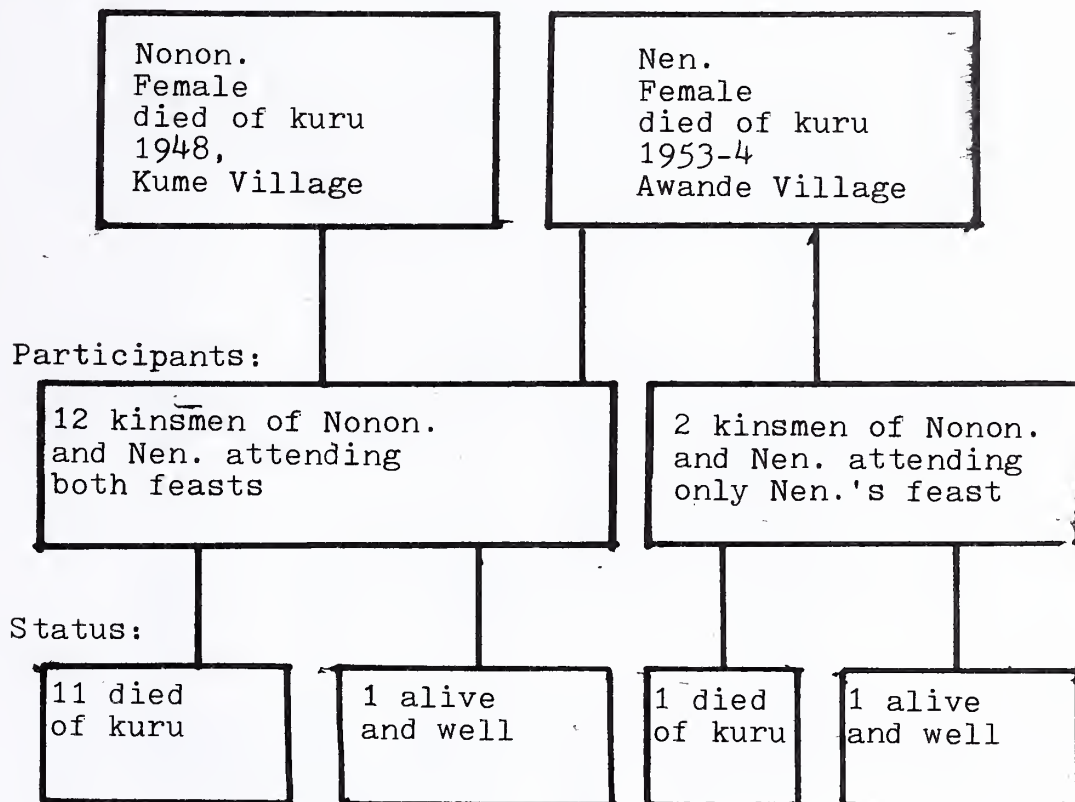 Nonon.
Female
died of kuru
1948,
Kume Village
Nen.
Female
died of kuru
1953-4
Awande Village
Participants:
12 kinsmen of Nonon.
and Nen. attending
both feasts
2 kinsmen of Nonon.
and Nen. attending
only Nen.'s feast
Status:
11 died
of kuru
1 alive
and well
1 died
of kuru
1 alive
and well